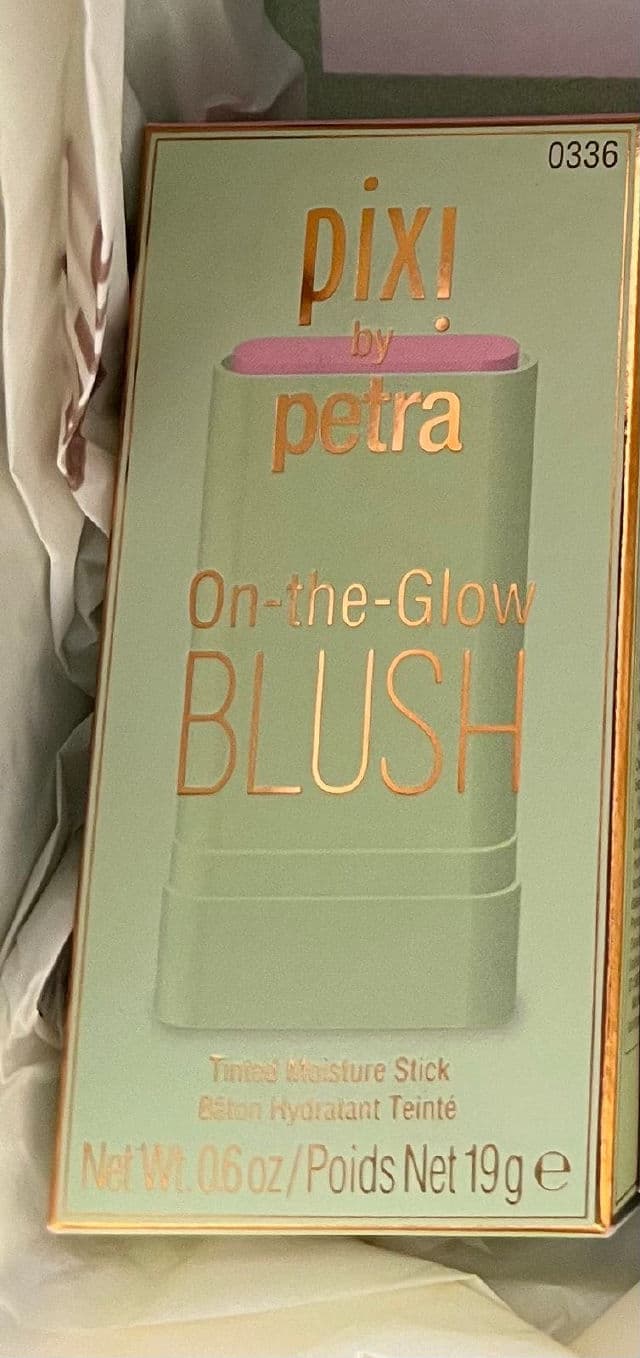 0336
pixi
by
petra
On-the-Glow
BLUSH
Tinted Moisture Stick
Bâton Hydratant Teinté
Net Wt. 0.6 oz/Poids Net 19 g e